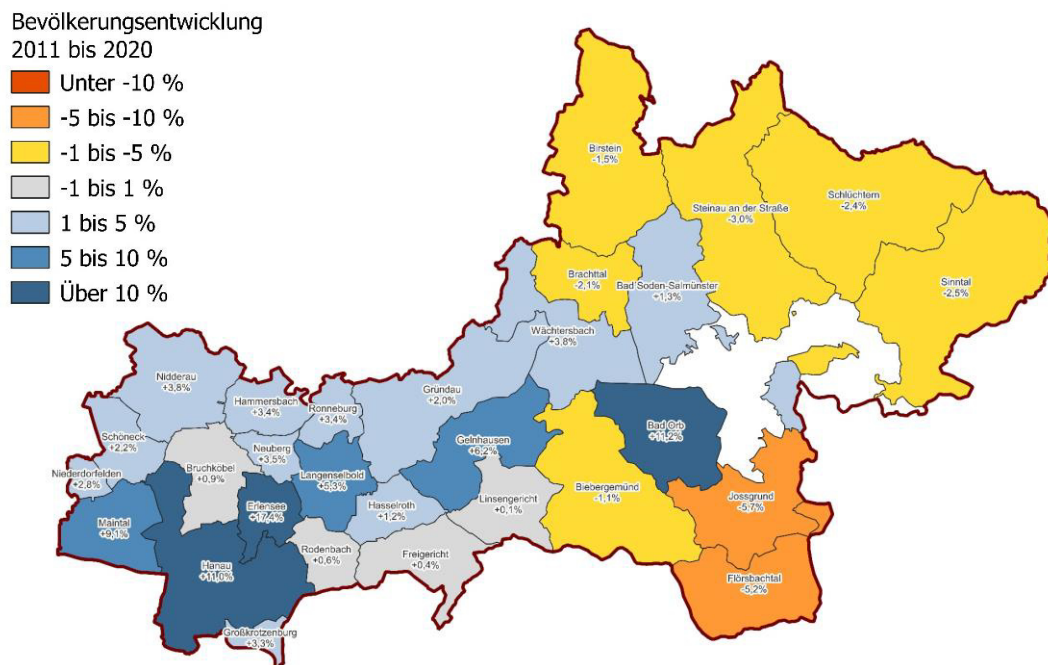 Bevölkerungsentwicklung
2011 bis 2020
Unter -10 %
-5 bis -10 %
-1 bis -5 %
-1 bis 1 %
1 bis 5 %
5 bis 10 %
Über 10 %
Birstein
-1,5%
Steinau an der Straße
-3,0%
Schlüchtern
-2,4%
Sinntal
-2,5%
Brachttal
-2,1%
Bad Soden-Salmünster
+1,3%
Wächtersbach
+3,8%
Nidderau
+3,8%
Hammersbach
+3,4%
Ronneburg
+3,4%
Gründau
+2,0%
Schöneck
+2,2%
Neuberg
+3,5%
Gelnhausen
+6,2%
Bad Orb
+11,2%
Niederdorfelden
+2,8%
Bruchköbel
+0,9%
Langenselbold
+5,3%
Biebergemünd
-1,1%
Jossgrund
-5,7%
Maintal
+9,1%
Erlensee
+17,4%
Hasselroth
+1,2%
Linsengericht
+0,1%
Hanau
+11,0%
Rodenbach
+0,6%
Freigericht
+0,4%
Flörsbachtal
-5,2%
Großkrotzenburg
+3,3%